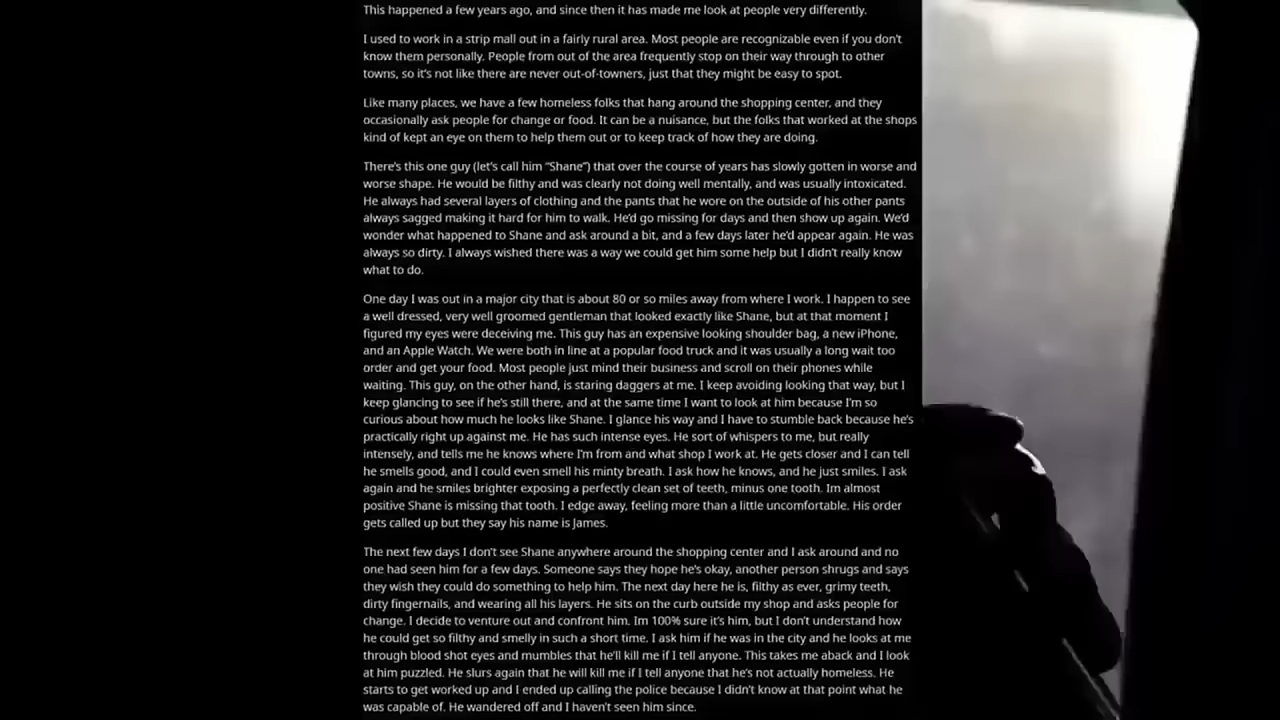 This happened a few years ago, and since then it has made me look at people very differently.
I used to work in a strip mall out in a fairly rural area. Most people are recognizable even if you don't
know them personally. People from out of the area frequently stop on their way through to other
towns, so it's not like there are never out-of-towners, just that they might be easy to spot.
Like many places, we have a few homeless folks that hang around the shopping center, and they
occasionally ask people for change or food. It can be a nuisance, but the folks that worked at the shops
kind of kept an eye on them to help them out or to keep track of how they are doing.
There's this one guy (let's call him "Shane") that over the course of years has slowly gotten in worse and
worse shape. He would be filthy and was clearly not doing well mentally, and was usually intoxicated.
He always had several layers of clothing and the pants that he wore on the outside of his other pants
always sagged making it hard for him to walk. He'd go missing for days and then show up again. We'd
wonder what happened to Shane and ask around a bit, and a few days later he'd appear again. He was
always so dirty. I always wished there was a way we could get him some help but I didn't really know
what to do.
One day I was out in a major city that is about 80 or so miles away from where I work. I happen to see
a well dressed, very well groomed gentleman that looked exactly like Shane, but at that moment I
figured my eyes were deceiving me. This guy has an expensive looking shoulder bag, a new iPhone,
and an Apple Watch. We were both in line at a popular food truck and it was usually a long wait too
order and get your food. Most people just mind their business and scroll on their phones while
waiting. This guy, on the other hand, is staring daggers at me. I keep avoiding looking that way, but I
keep glancing to see if he's still there, and at the same time I want to look at him because I'm so
curious about how much he looks like Shane. I glance his way and I have to stumble back because he's
practically right up against me. He has such intense eyes. He sort of whispers to me, but really
intensely, and tells me he knows where I'm from and what shop I work at. He gets closer and I can tell
he smells good, and I could even smell his minty breath. I ask how he knows, and he just smiles. I ask
again and he smiles brighter exposing a perfectly clean set of teeth, minus one tooth. Im almost
positive Shane is missing that tooth. I edge away, feeling more than a little uncomfortable. His order
gets called up but they say his name is James.
The next few days I don't see Shane anywhere around the shopping center and I ask around and no
one had seen him for a few days. Someone says they hope he's okay, another person shrugs and says
they wish they could do something to help him. The next day here he is, filthy as ever, grimy teeth,
dirty fingernails, and wearing all his layers. He sits on the curb outside my shop and asks people for
change. I decide to venture out and confront him. Im 100% sure it's him, but I don't understand how
he could get so filthy and smelly in such a short time. I ask him if he was in the city and he looks at me
through blood shot eyes and mumbles that he'll kill me if I tell anyone. This takes me aback and I look
at him puzzled. He slurs again that he will kill me if I tell anyone that he's not actually homeless. He
starts to get worked up and I ended up calling the police because I didn't know at that point what he
was capable of. He wandered off and I haven't seen him since.